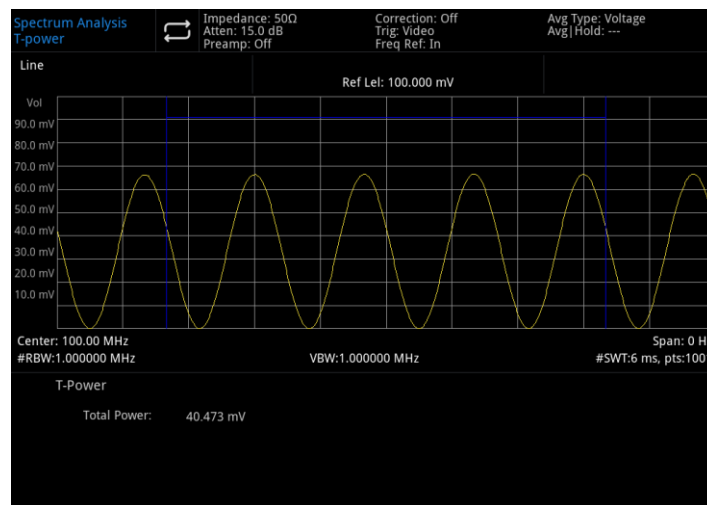 Spectrum Analysis
T-power
Impedance: 50Ω
Atten: 15.0 dB
Preamp: Off
Correction: Off
Trig: Video
Freq Ref: In
Avg Type: Voltage
Avg|Hold: ---
Line
Ref Lel: 100.000 mV
Vol
90.0 mV
80.0 mV
70.0 mV
60.0 mV
50.0 mV
40.0 mV
30.0 mV
20.0 mV
10.0 mV
Center: 100.00 MHz
Span: 0 H
#RBW:1.000000 MHz
VBW:1.000000 MHz
#SWT:6 ms, pts:100
T-Power
Total Power: 40.473 mV